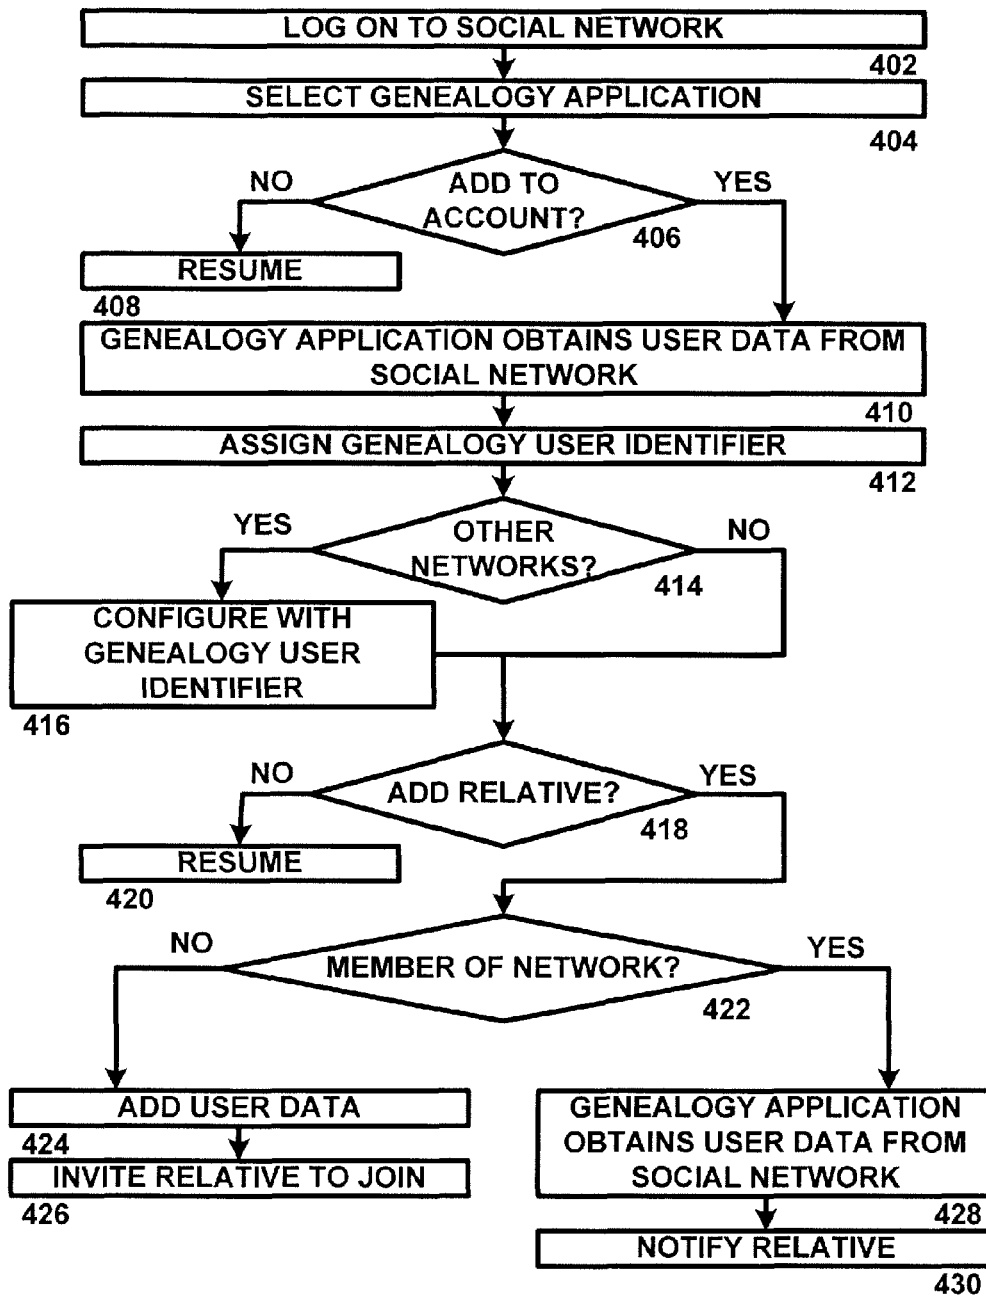 LOG ON TO SOCIAL NETWORK
402
SELECT GENEALOGY APPLICATION
404
NO
ADD TO
ACCOUNT?
YES
406
RESUME
408
GENEALOGY APPLICATION OBTAINS USER DATA FROM
SOCIAL NETWORK
410
ASSIGN GENEALOGY USER IDENTIFIER
412
YES
OTHER
NETWORKS?
NO
414
CONFIGURE WITH
GENEALOGY USER
IDENTIFIER
416
NO
ADD RELATIVE?
YES
418
RESUME
420
NO
MEMBER OF NETWORK?
YES
422
ADD USER DATA
424
INVITE RELATIVE TO JOIN
426
GENEALOGY APPLICATION
OBTAINS USER DATA FROM
SOCIAL NETWORK
428
NOTIFY RELATIVE
430